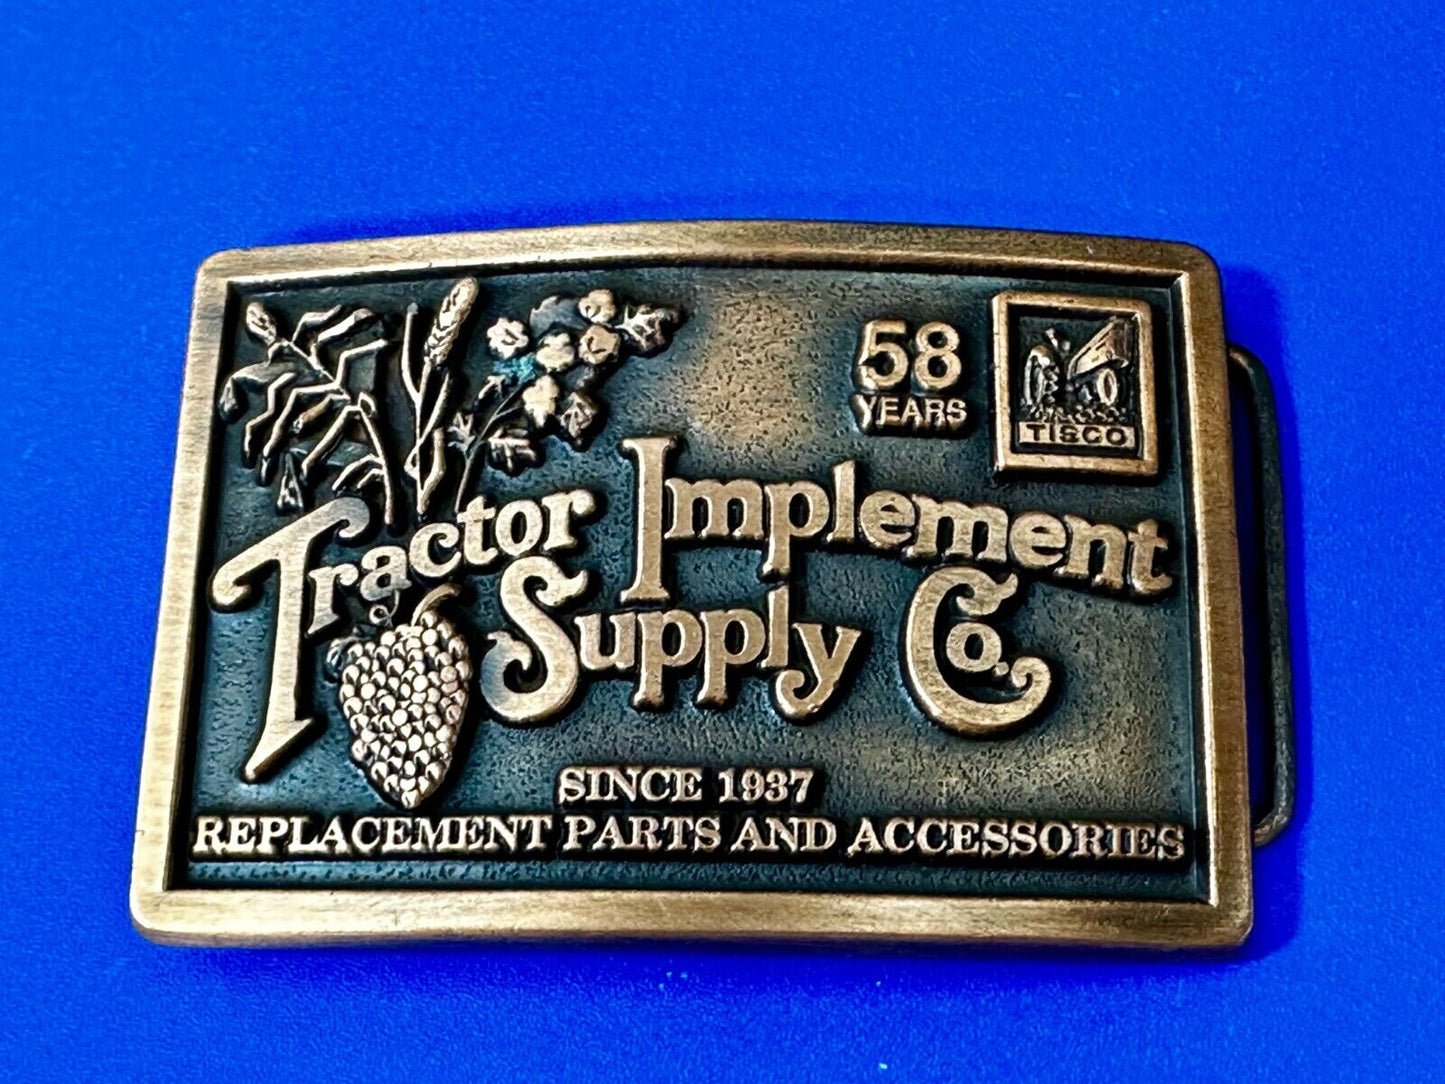 58
YEARS
TISCO
Tractor Implement
Supply Co.
SINCE 1937
REPLACEMENT PARTS AND ACCESSORIES